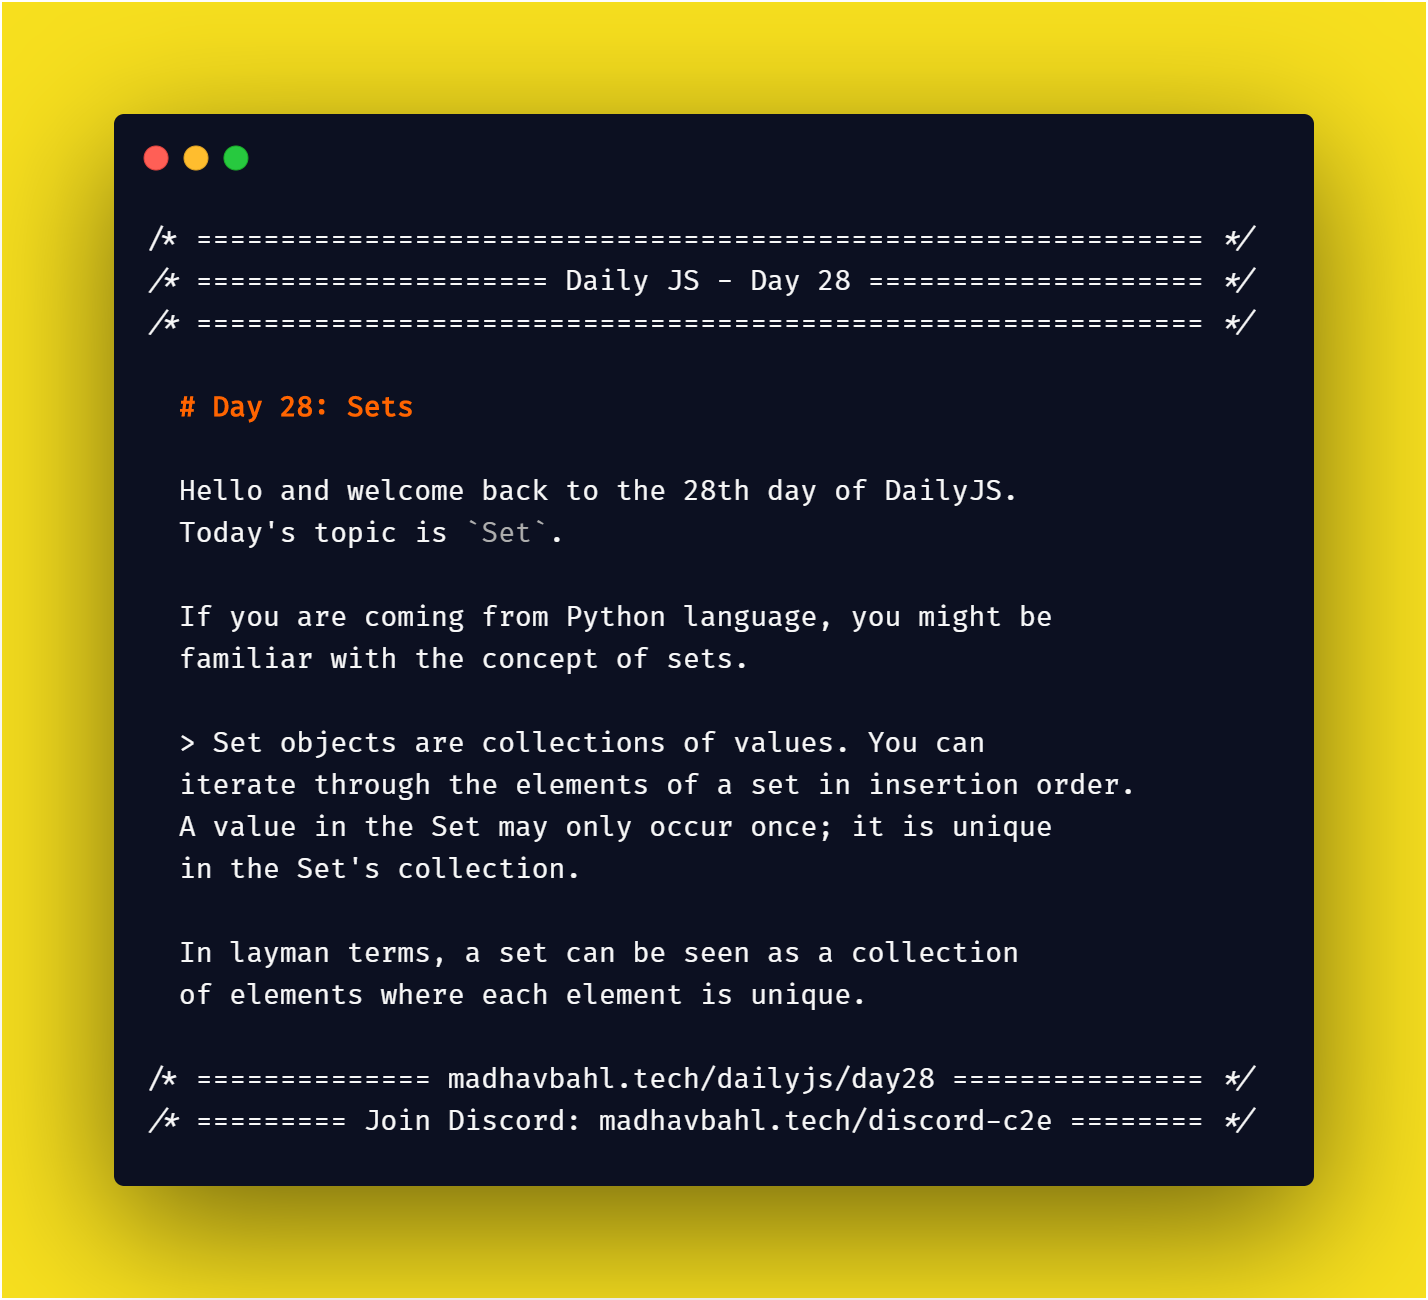 /* ============================================================ */
/* ===================== Daily JS - Day 28 ==================== */
/* ============================================================ */
# Day 28: Sets
Hello and welcome back to the 28th day of DailyJS.
Today's topic is `Set`.
If you are coming from Python language, you might be
familiar with the concept of sets.
> Set objects are collections of values. You can
iterate through the elements of a set in insertion order.
A value in the Set may only occur once; it is unique
in the Set's collection.
In layman terms, a set can be seen as a collection
of elements where each element is unique.
/* ============== madhavbahl.tech/dailyjs/day28 =============== */
/* ========= Join Discord: madhavbahl.tech/discord-c2e ======== */